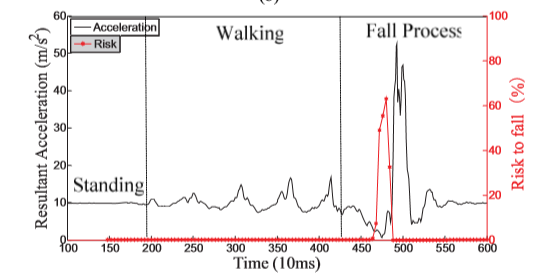 60
50
40
30
20
10
0
Resultant Acceleration (m/s²)
Acceleration
Risk
Standing
Walking
Fall Process
100
80
60
40
20
0
Risk to fall (%)
100 150 200 250 300 350 400 450 500 550 600
Time (10ms)